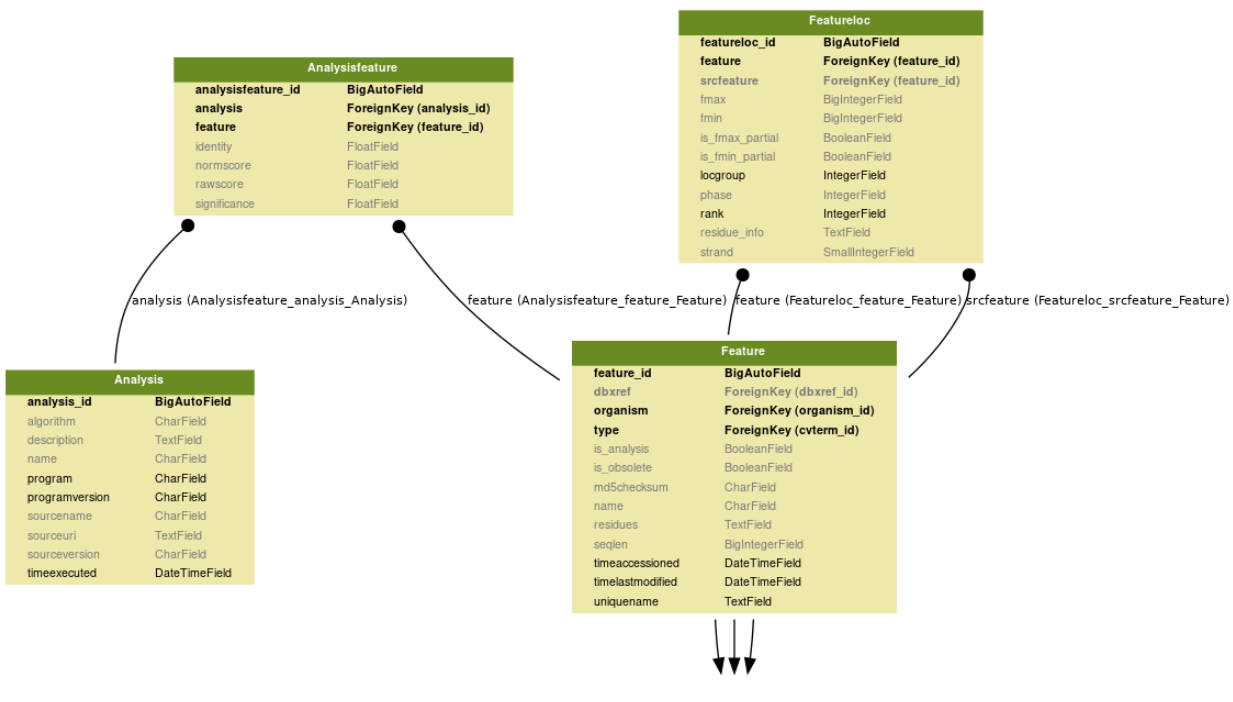 Featureloc
featureloc_id BigAutoField
feature ForeignKey (feature_id)
srcfeature ForeignKey (feature_id)
fmax BigIntegerField
fmin BigIntegerField
is_fmax_partial BooleanField
is_fmin_partial BooleanField
locgroup IntegerField
phase IntegerField
rank IntegerField
residue_info TextField
strand SmallIntegerField
Analysisfeature
analysisfeature_id BigAutoField
analysis ForeignKey (analysis_id)
feature ForeignKey (feature_id)
identity FloatField
normscore FloatField
rawscore FloatField
significance FloatField
analysis (Analysisfeature_analysis_Analysis)
feature (Analysisfeature_feature_Feature)
feature (Featureloc_feature_Feature)
srcfeature (Featureloc_srcfeature_Feature)
Analysis
analysis_id BigAutoField
algorithm CharField
description TextField
name CharField
program CharField
programversion CharField
sourcename CharField
sourceuri TextField
sourceversion CharField
timeexecuted DateTimeField
Feature
feature_id BigAutoField
dbxref ForeignKey (dbxref_id)
organism ForeignKey (organism_id)
type ForeignKey (cvterm_id)
is_analysis BooleanField
is_obsolete BooleanField
md5checksum CharField
name CharField
residues TextField
seqlen BigIntegerField
timeaccessioned DateTimeField
timelastmodified DateTimeField
uniquename TextField